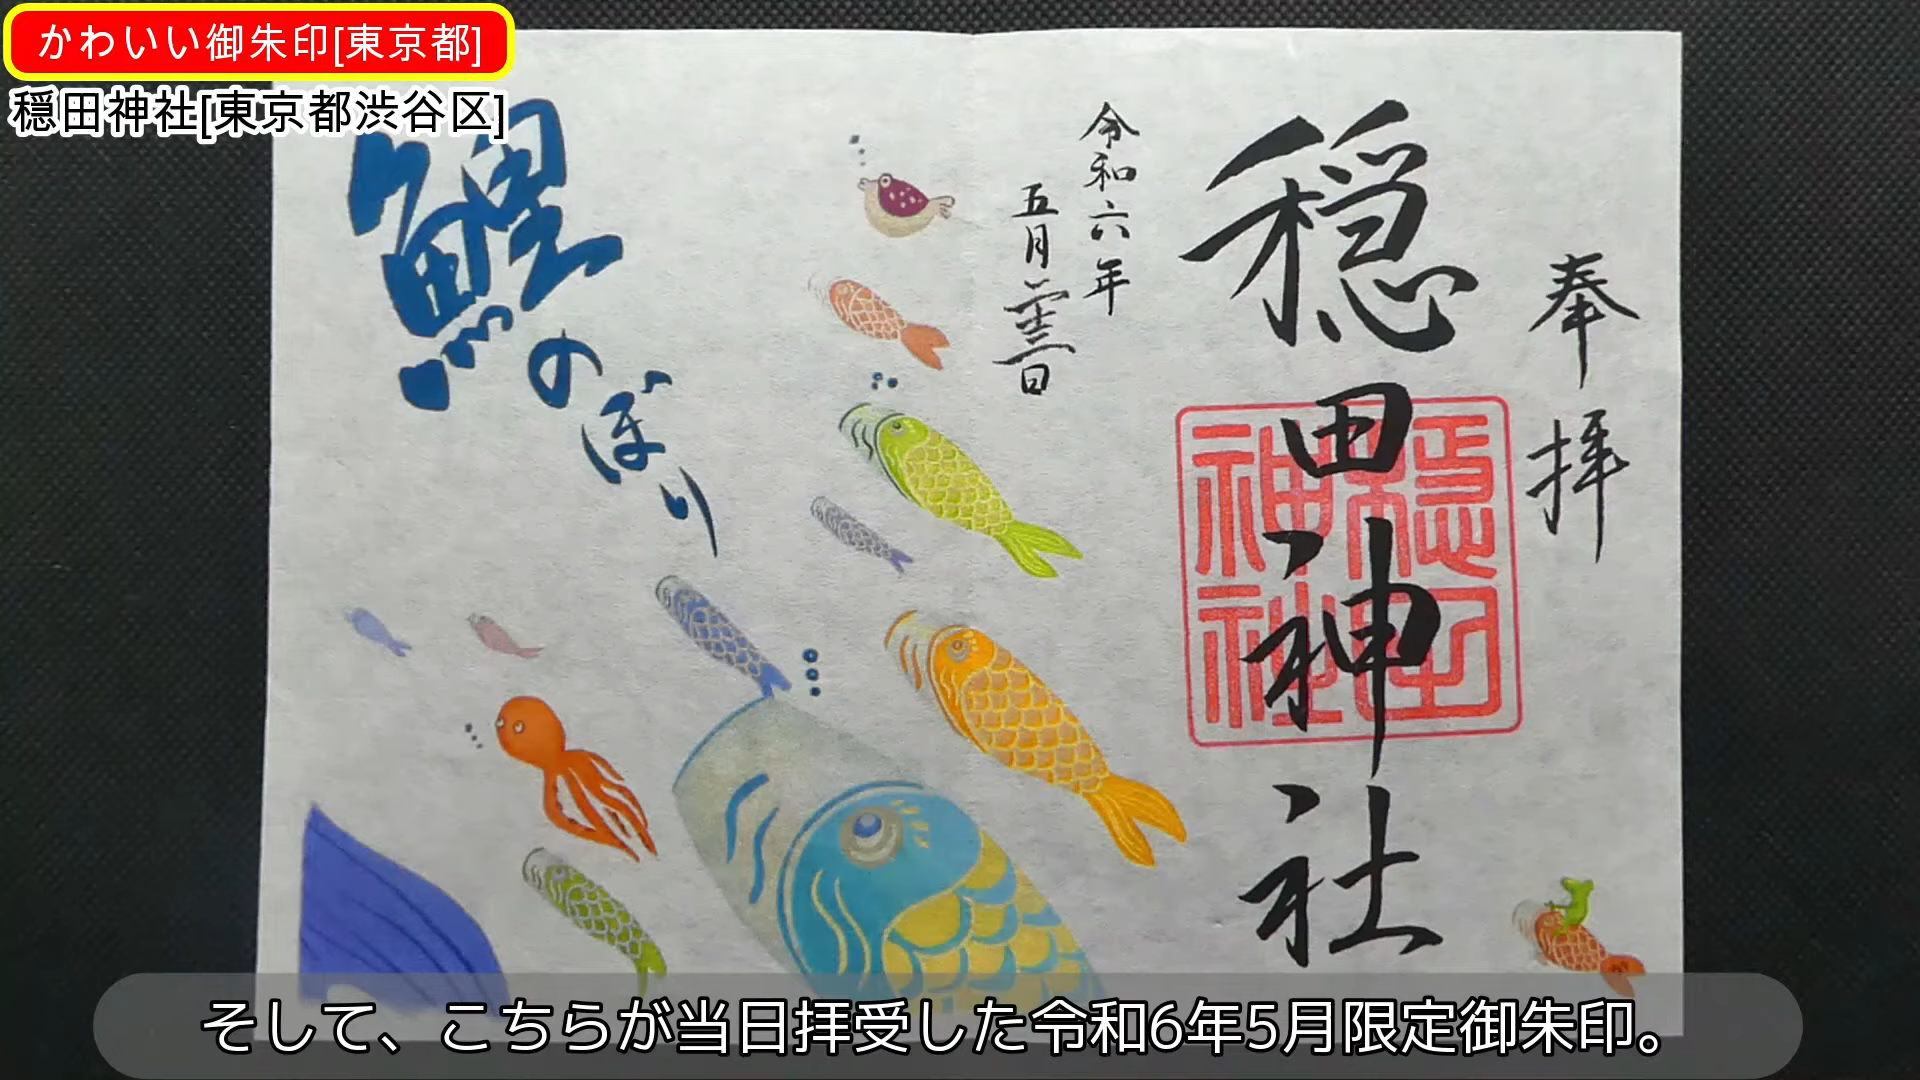 かわいい御朱印[東京都]
穏田神社[東京都渋谷区]
奉拝
穏田神社
穏田
神社
令和六年
五月二十三日
鯉のぼり
そして、こちらが当日拝受した令和6年5月限定御朱印。